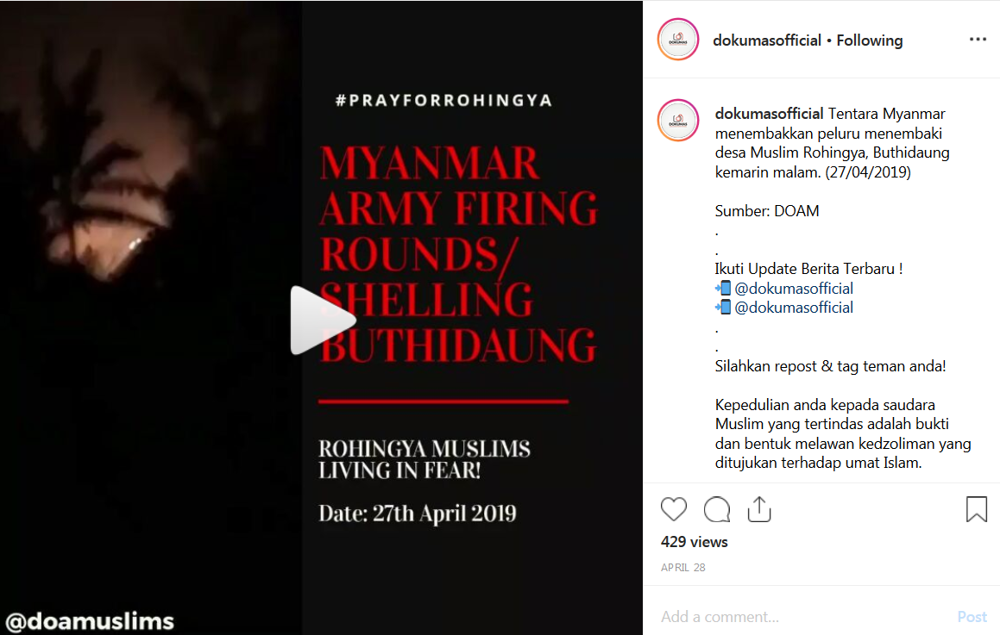 #PRAYFORROHINGYA
MYANMAR
ARMY FIRING
ROUNDS/
SHELLING
BUTHIDAUNG
ROHINGYA MUSLIMS
LIVING IN FEAR!
Date: 27th April 2019
@doamuslims
DOKUMAS
dokumasofficial • Following
DOKUMAS
dokumasofficial Tentara Myanmar
menembakkan peluru menembaki
desa Muslim Rohingya, Buthidaung
kemarin malam. (27/04/2019)
Sumber: DOAM
.
.
Ikuti Update Berita Terbaru !
📲 @dokumasofficial
📲 @dokumasofficial
.
.
Silahkan repost & tag teman anda!
Kepedulian anda kepada saudara
Muslim yang tertindas adalah bukti
dan bentuk melawan kedzoliman yang
ditujukan terhadap umat Islam.
429 views
APRIL 28
Add a comment...
Post